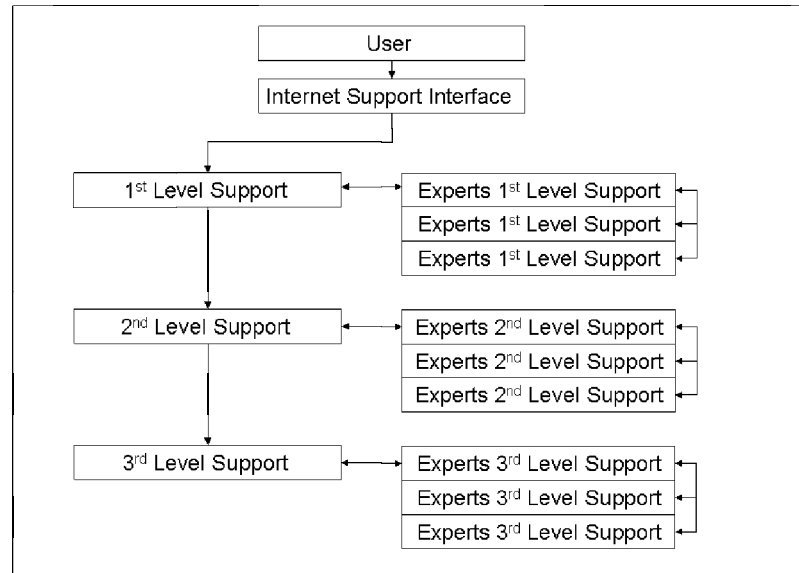 User
Internet Support Interface
1st Level Support
Experts 1st Level Support
Experts 1st Level Support
Experts 1st Level Support
2nd Level Support
Experts 2nd Level Support
Experts 2nd Level Support
Experts 2nd Level Support
3rd Level Support
Experts 3rd Level Support
Experts 3rd Level Support
Experts 3rd Level Support